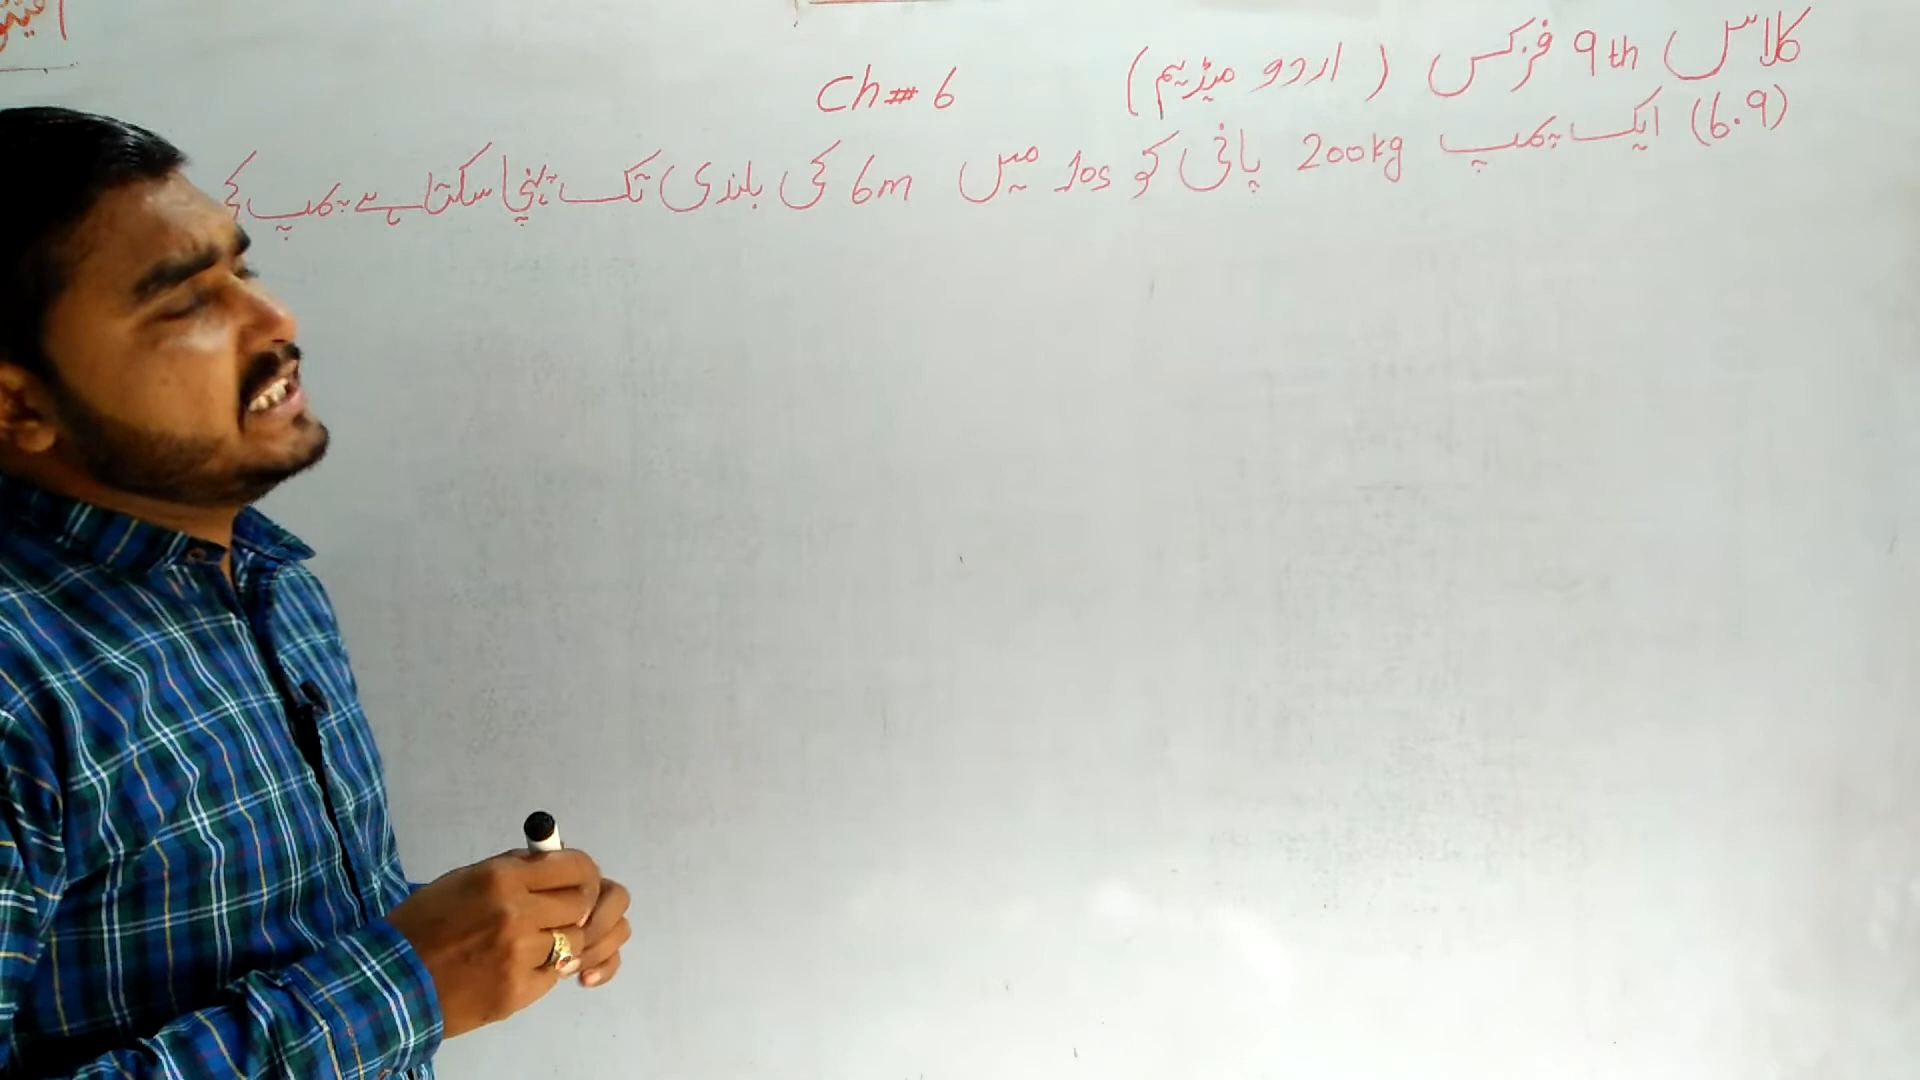 کلاس 9th فزکس ( اردو میڈیم ) Ch# 6
(6.9) ایک پمپ 200kg پانی کو 10s میں 6m کی بلندی تک پہنچا سکتا ہے پمپ کی